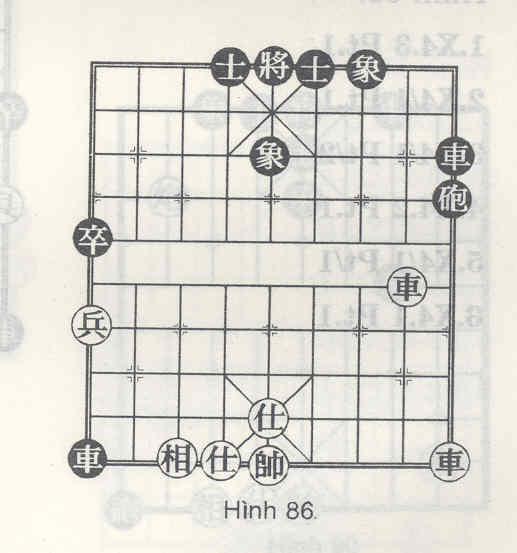 士 將 士 象
象 車
砲
卒
車
兵
仕
車 相 仕 帥 車
Hình 86.